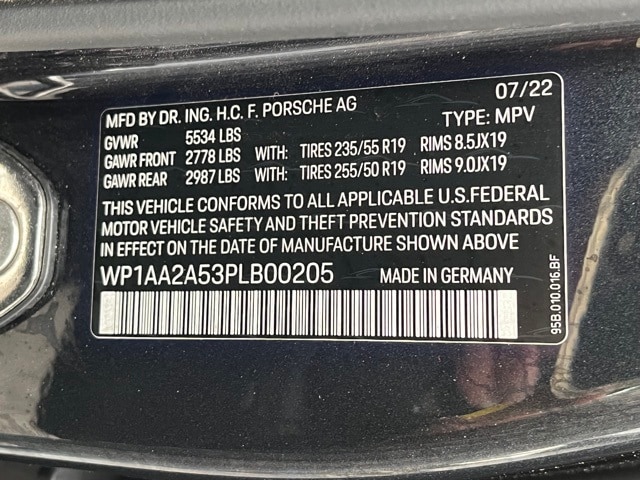 07/22
MFD BY DR. ING. H.C. F. PORSCHE AG TYPE: MPV
GVWR 5534 LBS
GAWR FRONT 2778 LBS WITH: TIRES 235/55 R19 RIMS 8.5JX19
GAWR REAR 2987 LBS WITH: TIRES 255/50 R19 RIMS 9.0JX19
THIS VEHICLE CONFORMS TO ALL APPLICABLE U.S.FEDERAL
MOTOR VEHICLE SAFETY AND THEFT PREVENTION STANDARDS
IN EFFECT ON THE DATE OF MANUFACTURE SHOWN ABOVE
WP1AA2A53PLB00205 MADE IN GERMANY
95B.010.016.BF